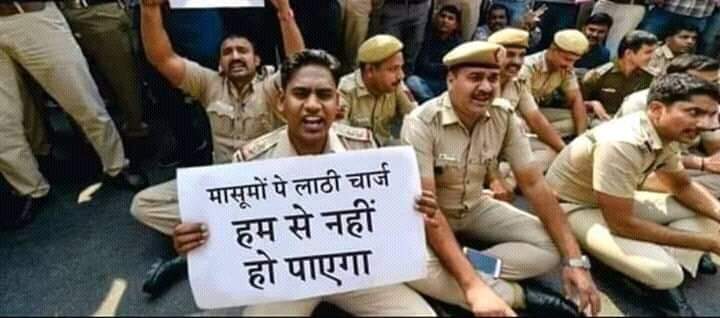 मासूमों पे लाठी चार्ज
हम से नहीं
हो पाएगा